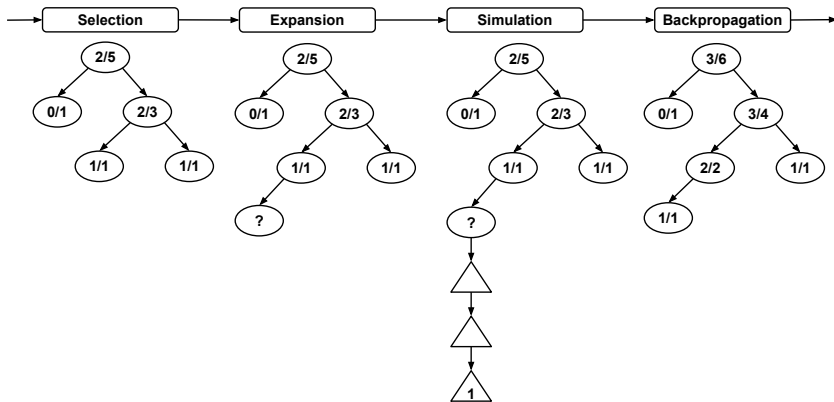 Selection Expansion Simulation Backpropagation
2/5 2/5 2/5 3/6
0/1 2/3 0/1 2/3 0/1 2/3 0/1 3/4
1/1 1/1 1/1 1/1 1/1 1/1 2/2 1/1
? ? 1/1
1